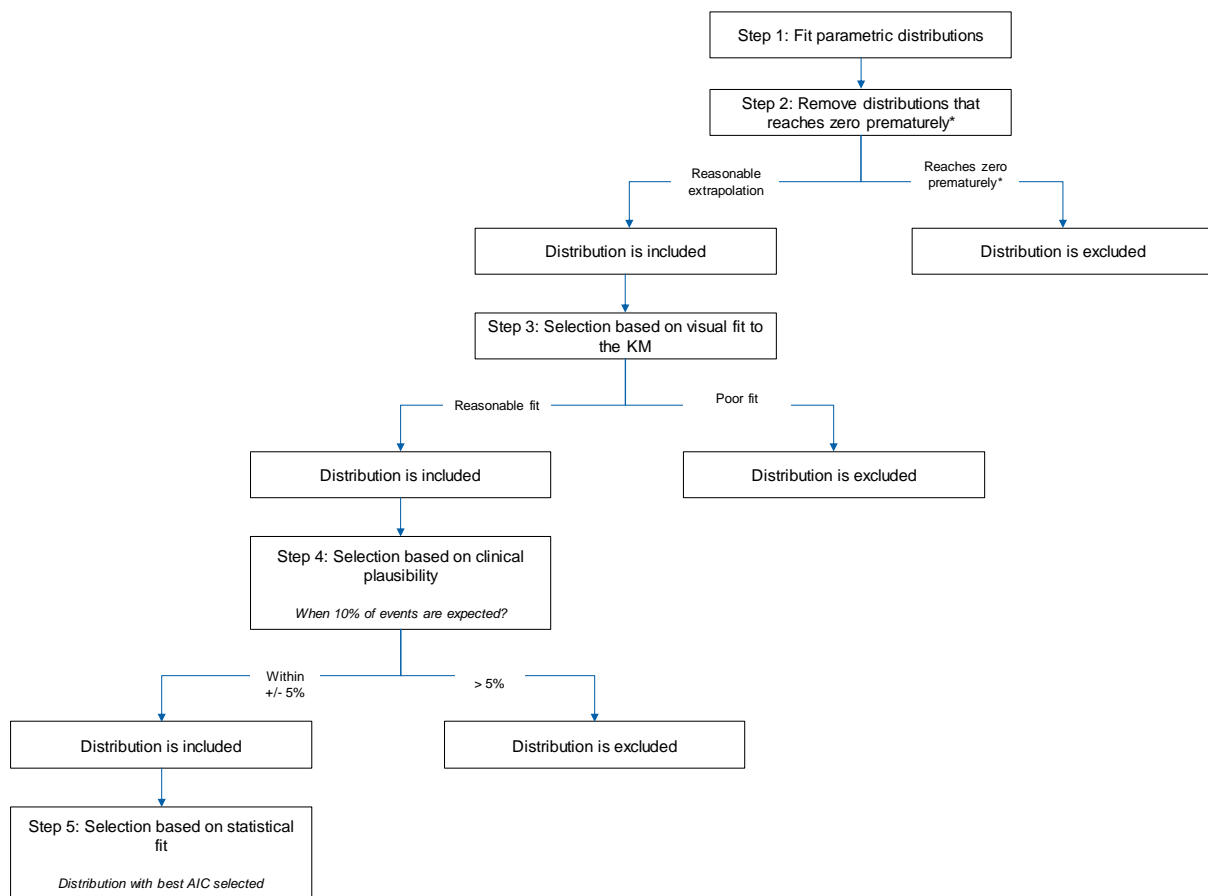 Step 1: Fit parametric distributions
Step 2: Remove distributions that
reaches zero prematurely*
Reasonable
extrapolation
Reaches zero
prematurely*
Distribution is included
Distribution is excluded
Step 3: Selection based on visual fit to
the KM
Reasonable fit
Poor fit
Distribution is included
Distribution is excluded
Step 4: Selection based on clinical
plausibility
When 10% of events are expected?
Within
+/- 5%
> 5%
Distribution is included
Distribution is excluded
Step 5: Selection based on statistical
fit
Distribution with best AIC selected